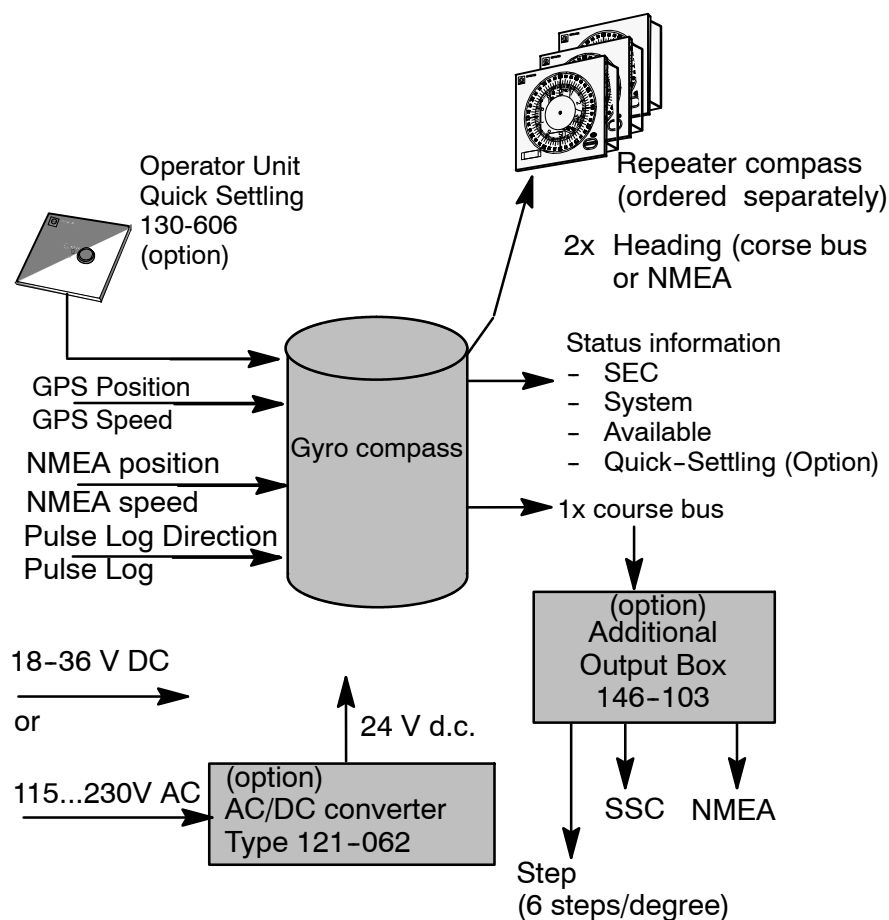 Operator Unit
Quick Settling
130-606
(option)
Repeater compass
(ordered separately)
2x Heading (corse bus
or NMEA
GPS Position
GPS Speed
NMEA position
NMEA speed
Pulse Log Direction
Pulse Log
Gyro compass
Status information
- SEC
- System
- Available
- Quick-Settling (Option)
1x course bus
(option)
Additional
Output Box
146-103
SSC
NMEA
Step
(6 steps/degree)
18-36 V DC
or
115...230V AC
24 V d.c.
(option)
AC/DC converter
Type 121-062